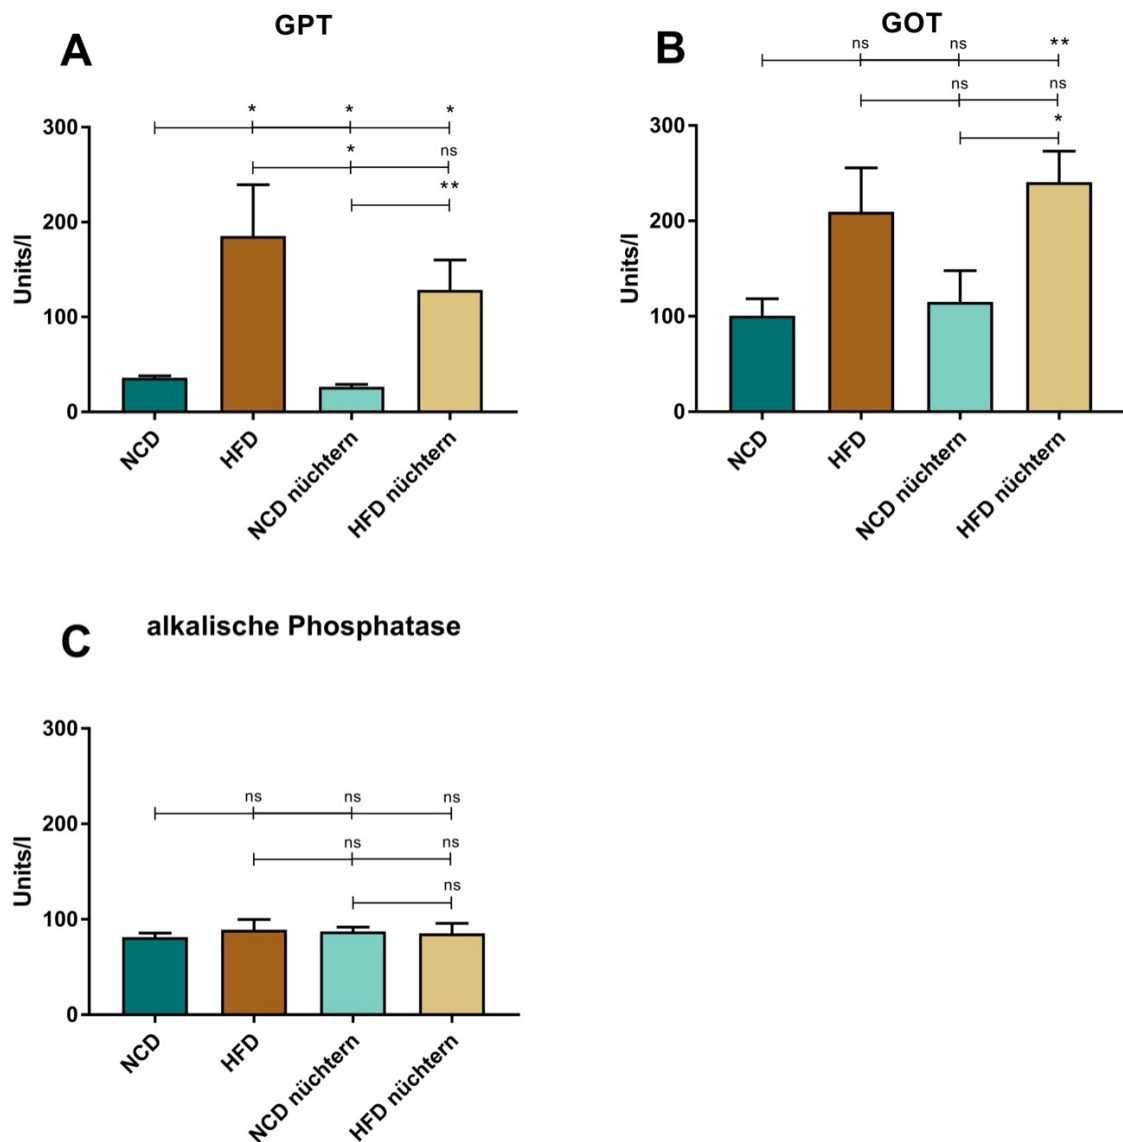 A
GPT
* * *
* ns
**
300
200
100
0
Units/l
NCD
HFD
NCD nüchtern
HFD nüchtern
B
GOT
ns ns **
ns ns
*
300
200
100
0
Units/l
NCD
HFD
NCD nüchtern
HFD nüchtern
C
alkalische Phosphatase
ns ns ns
ns ns
ns
300
200
100
0
Units/l
NCD
HFD
NCD nüchtern
HFD nüchtern